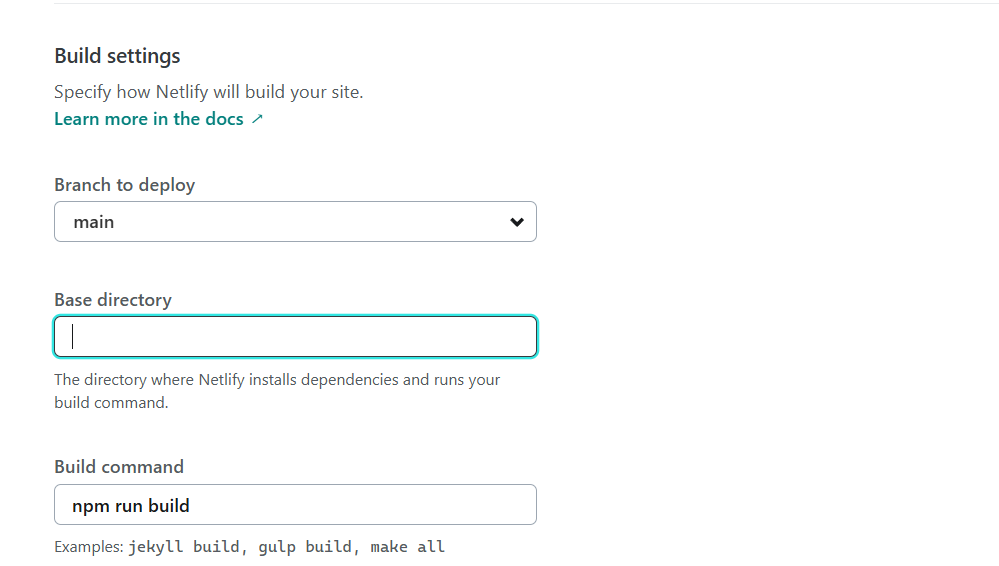 Build settings
Specify how Netlify will build your site.
Learn more in the docs ↗
Branch to deploy
main
Base directory
The directory where Netlify installs dependencies and runs your
build command.
Build command
npm run build
Examples: jekyll build, gulp build, make all